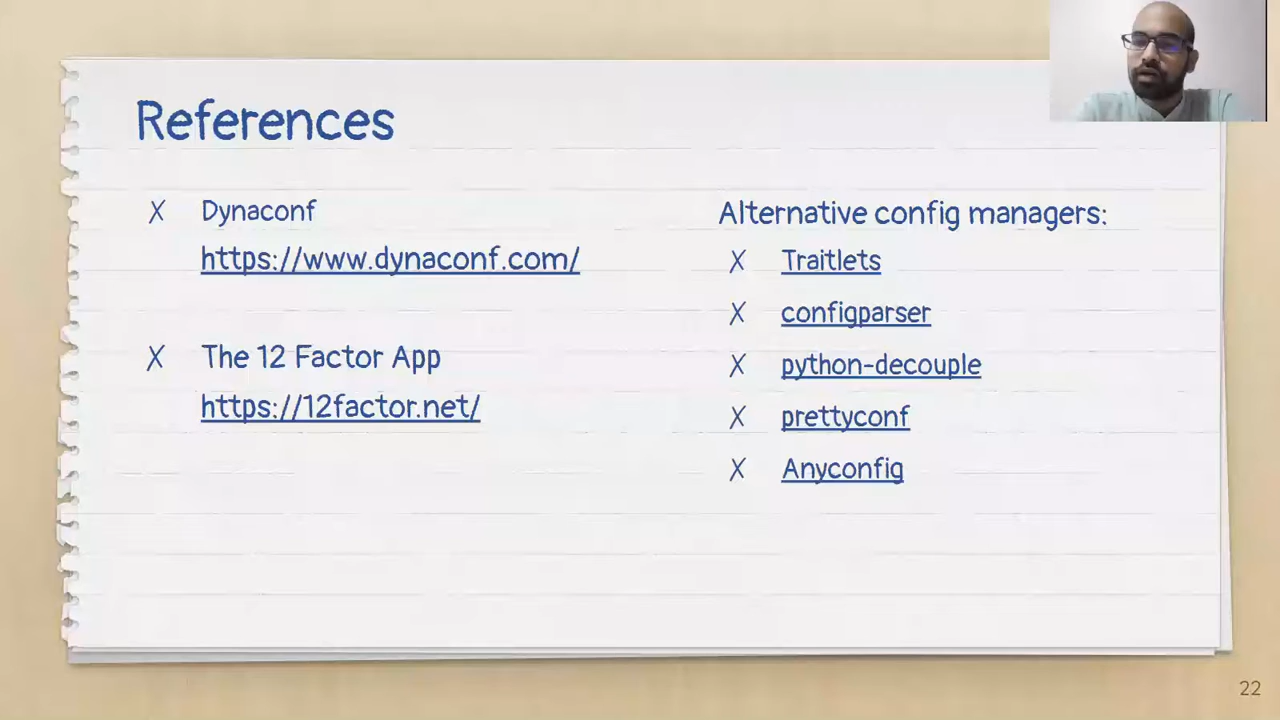 References
X Dynaconf
https://www.dynaconf.com/
X The 12 Factor App
https://12factor.net/
Alternative config managers:
X Traitlets
X configparser
X python-decouple
X prettyconf
X Anyconfig
22